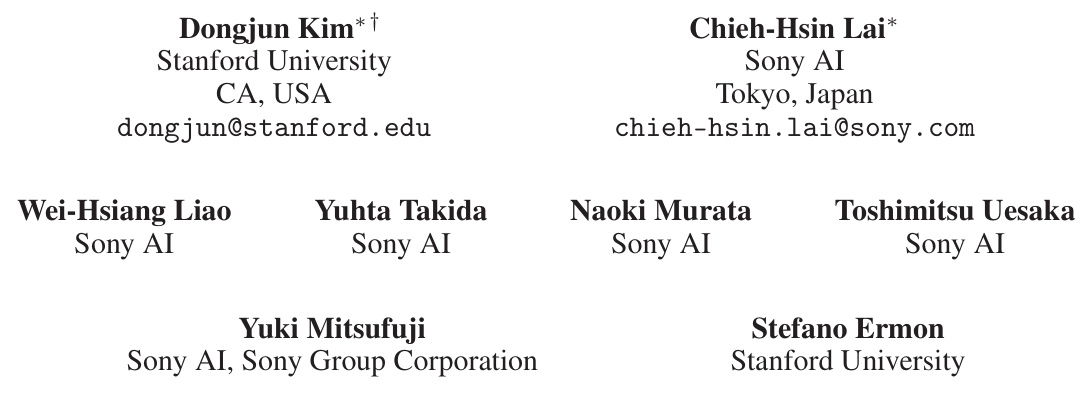 Dongjun Kim*† Chieh-Hsin Lai*
Stanford University Sony AI
CA, USA Tokyo, Japan
dongjun@stanford.edu chieh-hsin.lai@sony.com
Wei-Hsiang Liao Yuhta Takida Naoki Murata Toshimitsu Uesaka
Sony AI Sony AI Sony AI Sony AI
Yuki Mitsufuji Stefano Ermon
Sony AI, Sony Group Corporation Stanford University